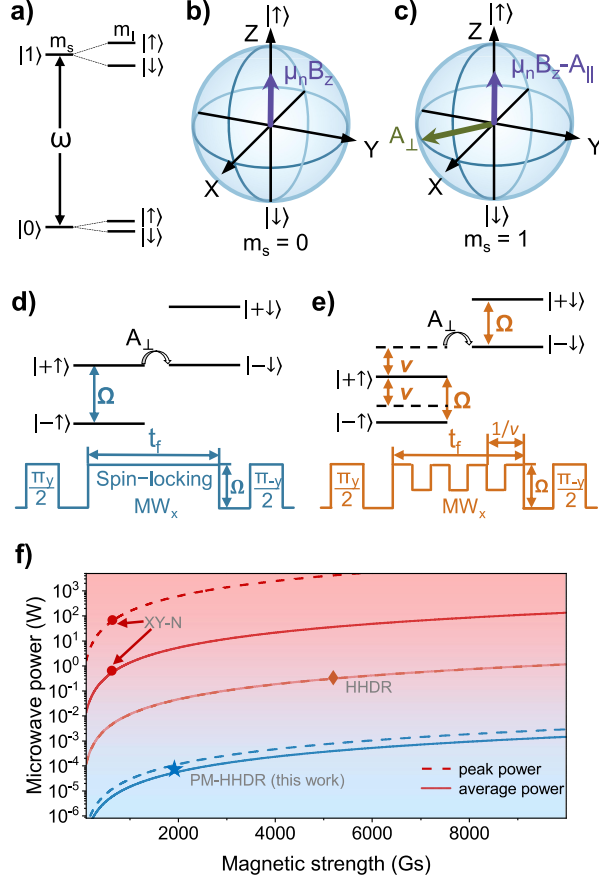 a)
b)
c)
m_s
m_I
|1⟩
|↑⟩
|↓⟩
ω
|0⟩
|↑⟩
|↓⟩
|↑⟩
Z
μ_nB_z
Y
X
|↓⟩
m_s = 0
|↑⟩
Z
μ_nB_z-A_∥
A_⊥
Y
X
|↓⟩
m_s = 1
d)
|+↓⟩
A_⊥
|+↑⟩
|−↓⟩
Ω
|−↑⟩
t_f
π_y/2
Spin-locking
MW_x
Ω
π_-y/2
e)
|+↓⟩
A_⊥
Ω
|−↓⟩
ν
|+↑⟩
ν
Ω
|−↑⟩
t_f
1/ν
π_y/2
MW_x
Ω
π_-y/2
f)
Microwave power (W)
10^3
10^2
10^1
10^0
10^-1
10^-2
10^-3
10^-4
10^-5
10^-6
XY-N
HHDR
PM-HHDR (this work)
peak power
average power
2000
4000
6000
8000
Magnetic strength (Gs)